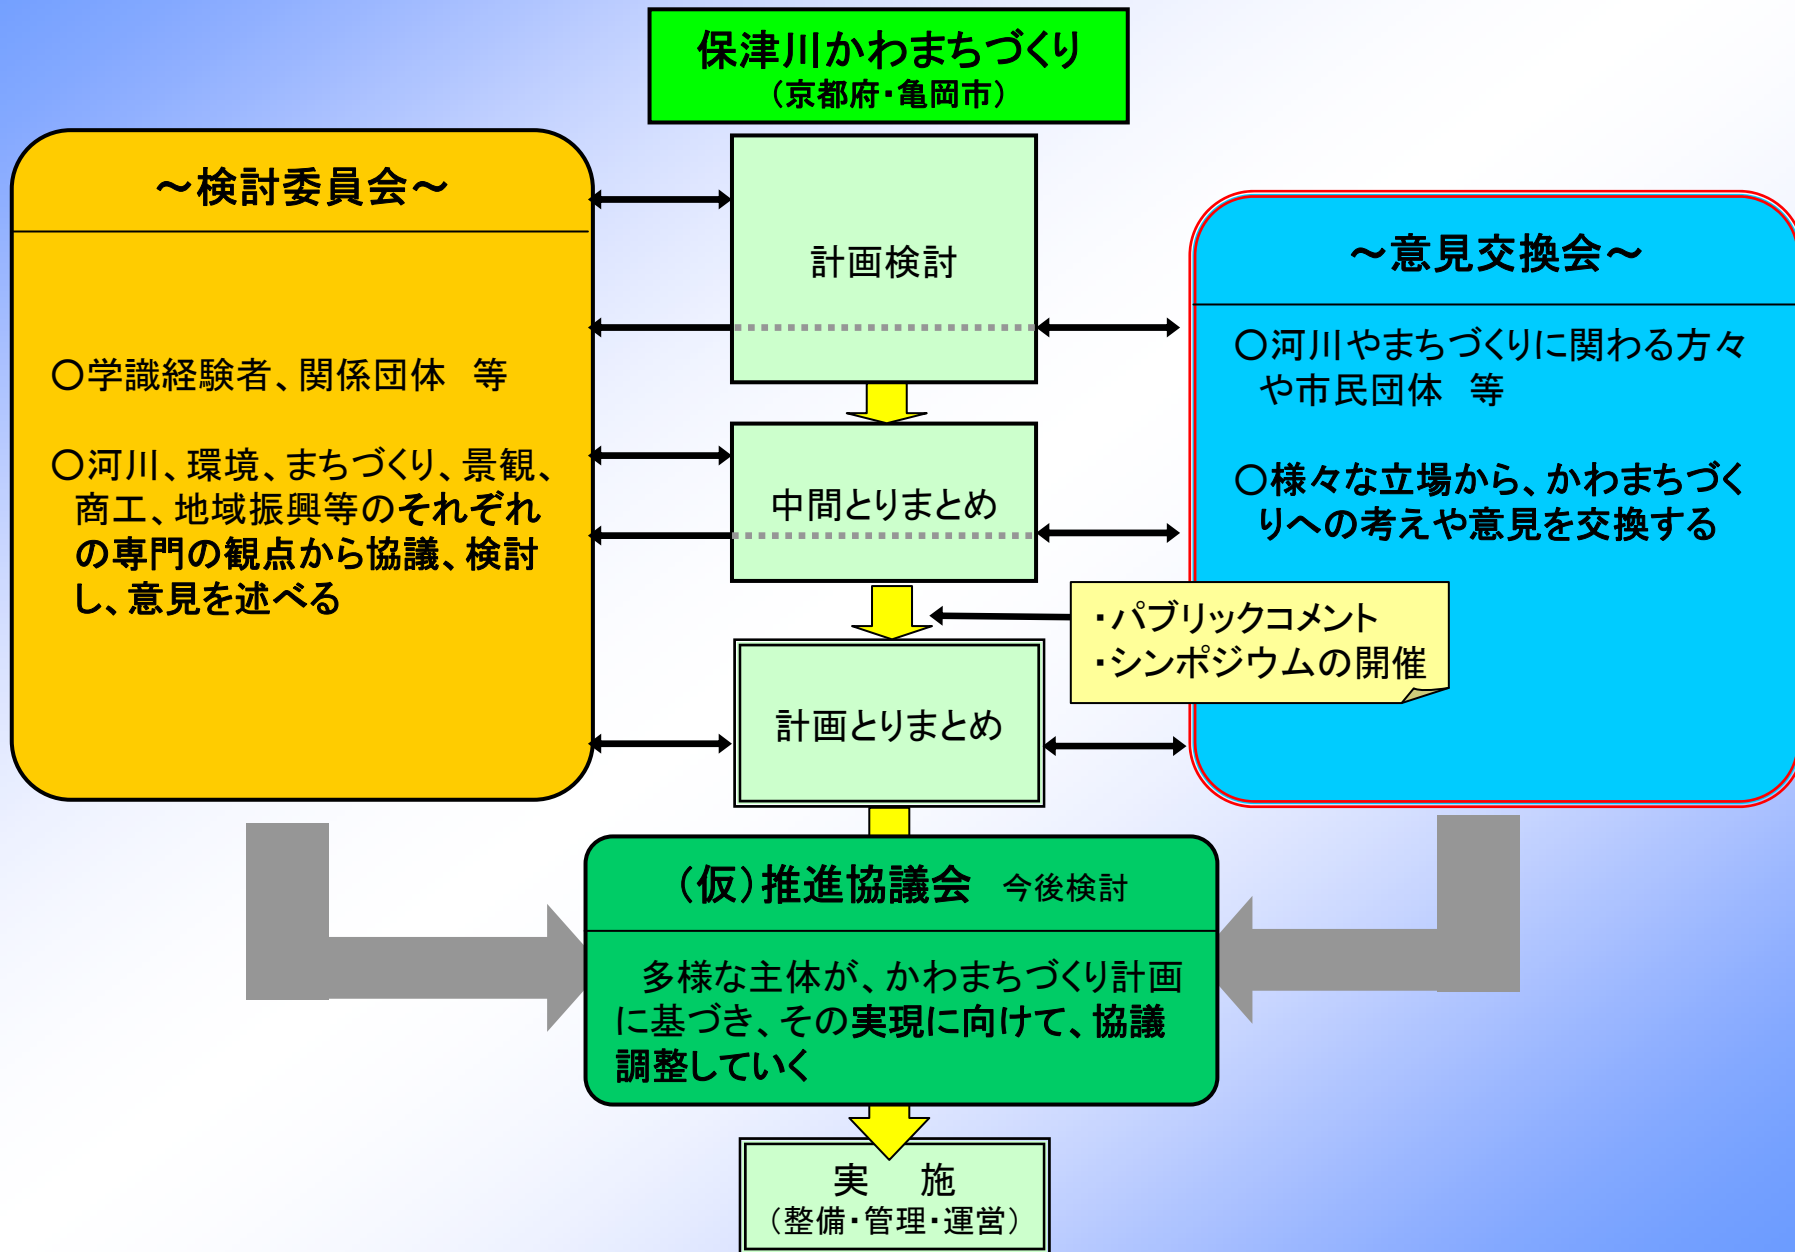 保津川かわまちづくり
（京都府・亀岡市）
～検討委員会～
○学識経験者、関係団体　等
○河川、環境、まちづくり、景観、
商工、地域振興等のそれぞれ
の専門の観点から協議、検討
し、意見を述べる
計画検討
中間とりまとめ
計画とりまとめ
～意見交換会～
○河川やまちづくりに関わる方々
や市民団体　等
○様々な立場から、かわまちづく
りへの考えや意見を交換する
・パブリックコメント
・シンポジウムの開催
（仮）推進協議会　今後検討
多様な主体が、かわまちづくり計画
に基づき、その実現に向けて、協議
調整していく
実　施
（整備・管理・運営）